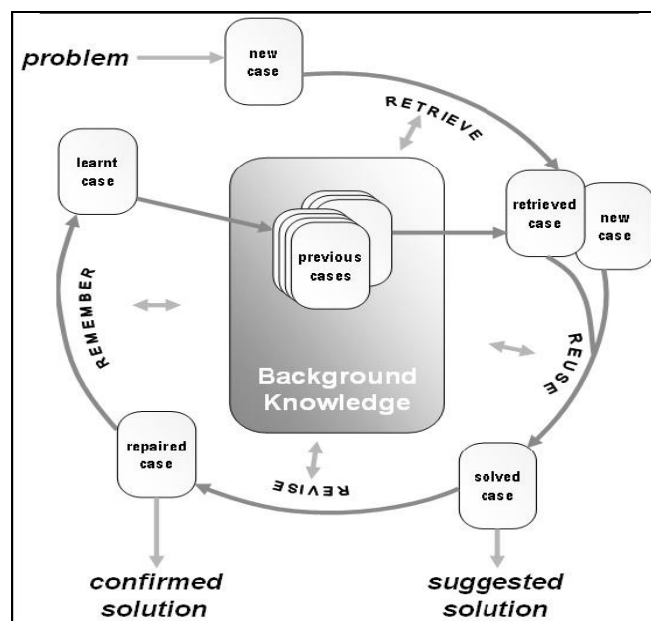 problem
new
case
RETRIEVE
learnt
case
retrieved
case
new
case
previous
cases
REMEMBER
REUSE
Background
Knowledge
repaired
case
REVISE
solved
case
confirmed
solution
suggested
solution